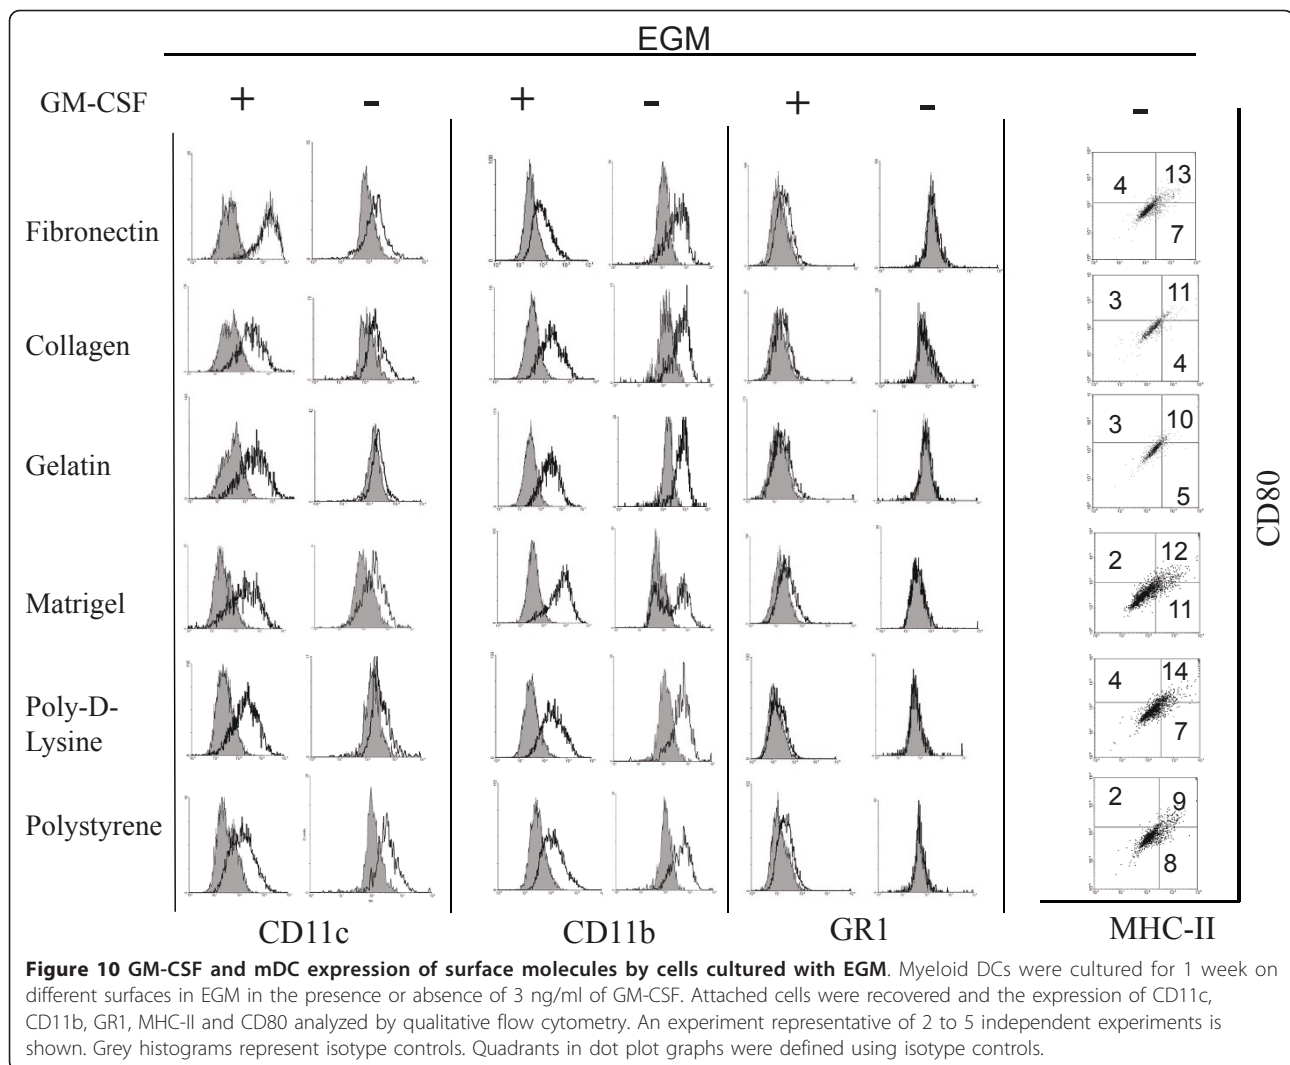 EGM
GM-CSF + - + - + - -
Fibronectin
4 13
7
Collagen
3 11
4
Gelatin
3 10
5
CD80
Matrigel
2 12
11
Poly-D-
Lysine
4 14
7
Polystyrene
2 9
8
CD11c CD11b GR1 MHC-II
Figure 10 GM-CSF and mDC expression of surface molecules by cells cultured with EGM. Myeloid DCs were cultured for 1 week on
different surfaces in EGM in the presence or absence of 3 ng/ml of GM-CSF. Attached cells were recovered and the expression of CD11c,
CD11b, GR1, MHC-II and CD80 analyzed by qualitative flow cytometry. An experiment representative of 2 to 5 independent experiments is
shown. Grey histograms represent isotype controls. Quadrants in dot plot graphs were defined using isotype controls.